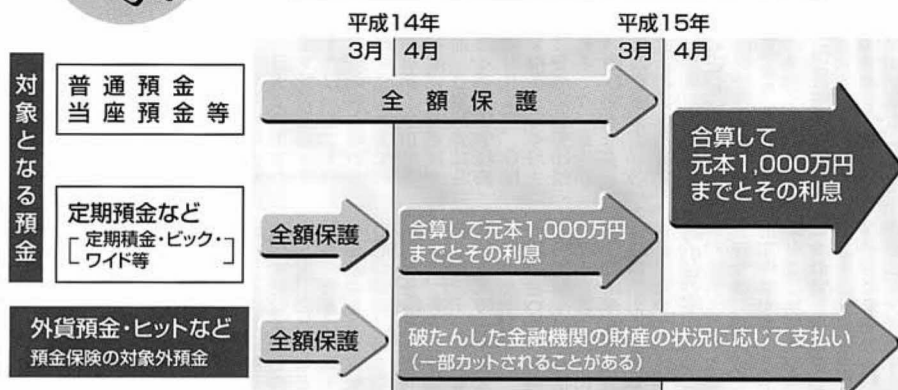 平成14年
3月 4月
平成15年
3月 4月
対象となる預金
普通預金
当座預金等
全額保護
合算して
元本1,000万円
までとその利息
定期預金など
[定期積金・ビック・
ワイド等]
全額保護
合算して元本1,000万円
までとその利息
外貨預金・ヒットなど
預金保険の対象外預金
全額保護
破たんした金融機関の財産の状況に応じて支払い
(一部カットされることがある)